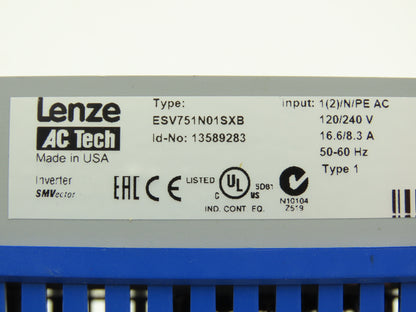 Lenze
AC Tech
Made in USA
Inverter
SMVector
Type:
ESV751N01SXB
Id-No: 13589283
EAC CE LISTED UL 5D81
C US
IND. CONT. EQ.
N10104
Z519
Input: 1(2)/N/PE AC
120/240 V
16.6/8.3 A
50-60 Hz
Type 1